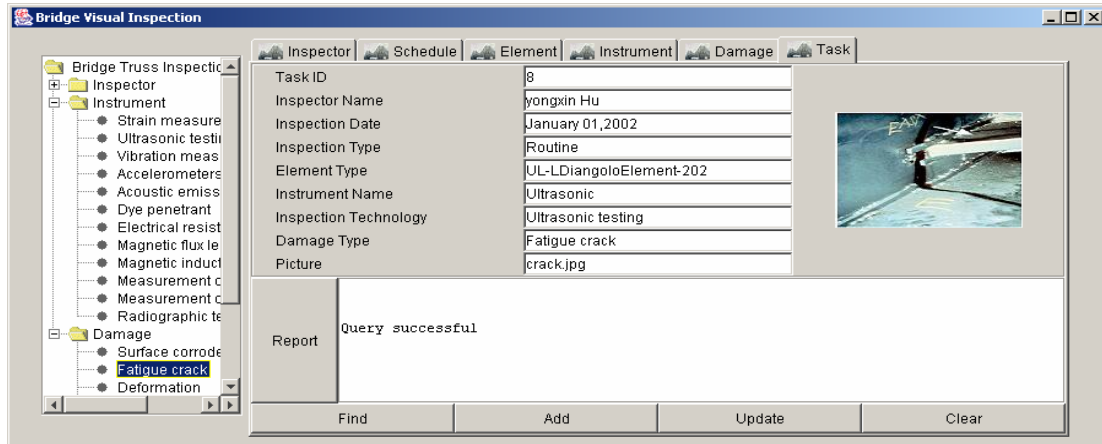 Bridge Visual Inspection
Inspector Schedule Element Instrument Damage Task
Bridge Truss Inspectio
Inspector
Instrument
Strain measure
Ultrasonic testi
Vibration meas
Accelerometers
Acoustic emiss
Dye penetrant
Electrical resist
Magnetic flux le
Magnetic induct
Measurement c
Measurement c
Radiographic te
Damage
Surface corrode
Fatigue crack
Deformation
Task ID 8
Inspector Name yongxin Hu
Inspection Date January 01,2002
Inspection Type Routine
Element Type UL-LDiangoloElement-202
Instrument Name Ultrasonic
Inspection Technology Ultrasonic testing
Damage Type Fatigue crack
Picture crack.jpg
Report Query successful
Find Add Update Clear